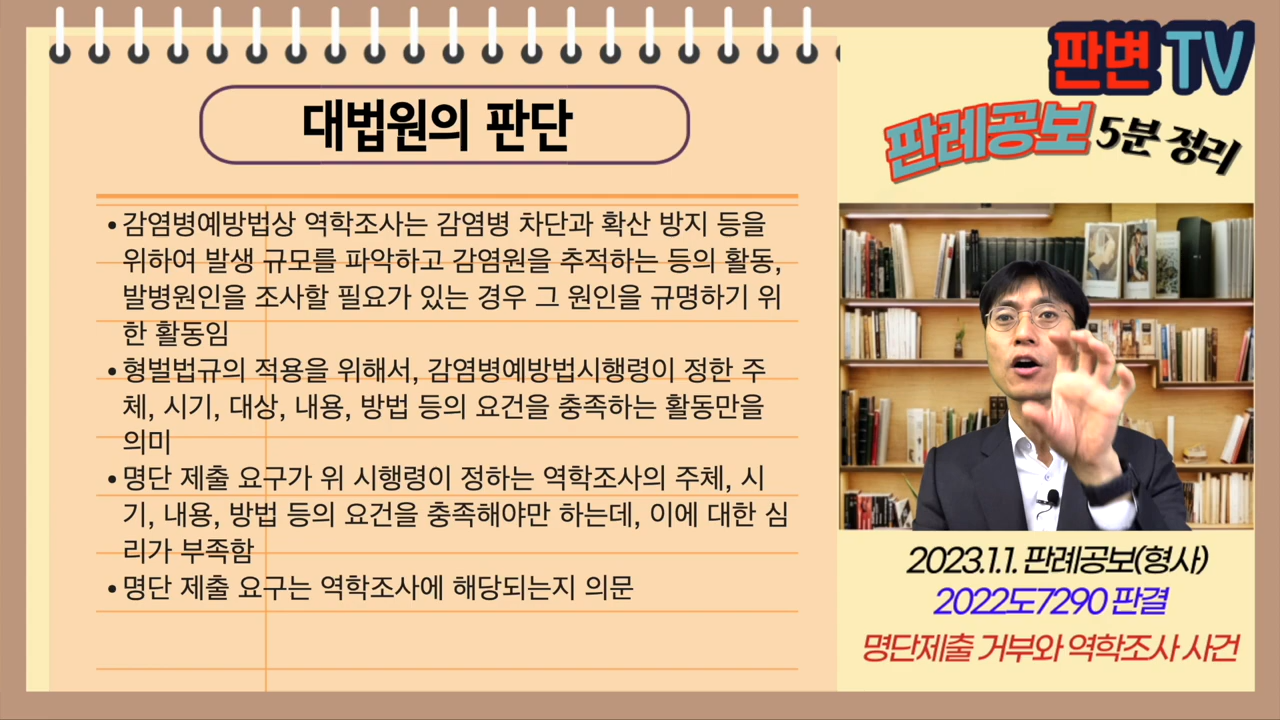 대법원의 판단
• 감염병예방법상 역학조사는 감염병 차단과 확산 방지 등을
위하여 발생 규모를 파악하고 감염원을 추적하는 등의 활동,
발병원인을 조사할 필요가 있는 경우 그 원인을 규명하기 위
한 활동임
• 형벌법규의 적용을 위해서, 감염병예방법시행령이 정한 주
체, 시기, 대상, 내용, 방법 등의 요건을 충족하는 활동만을
의미
• 명단 제출 요구가 위 시행령이 정하는 역학조사의 주체, 시
기, 내용, 방법 등의 요건을 충족해야만 하는데, 이에 대한 심
리가 부족함
• 명단 제출 요구는 역학조사에 해당되는지 의문
판변 TV
판례공보 5분 정리
2023.1.1. 판례공보(형사)
2022도7290 판결
명단제출 거부와 역학조사 사건